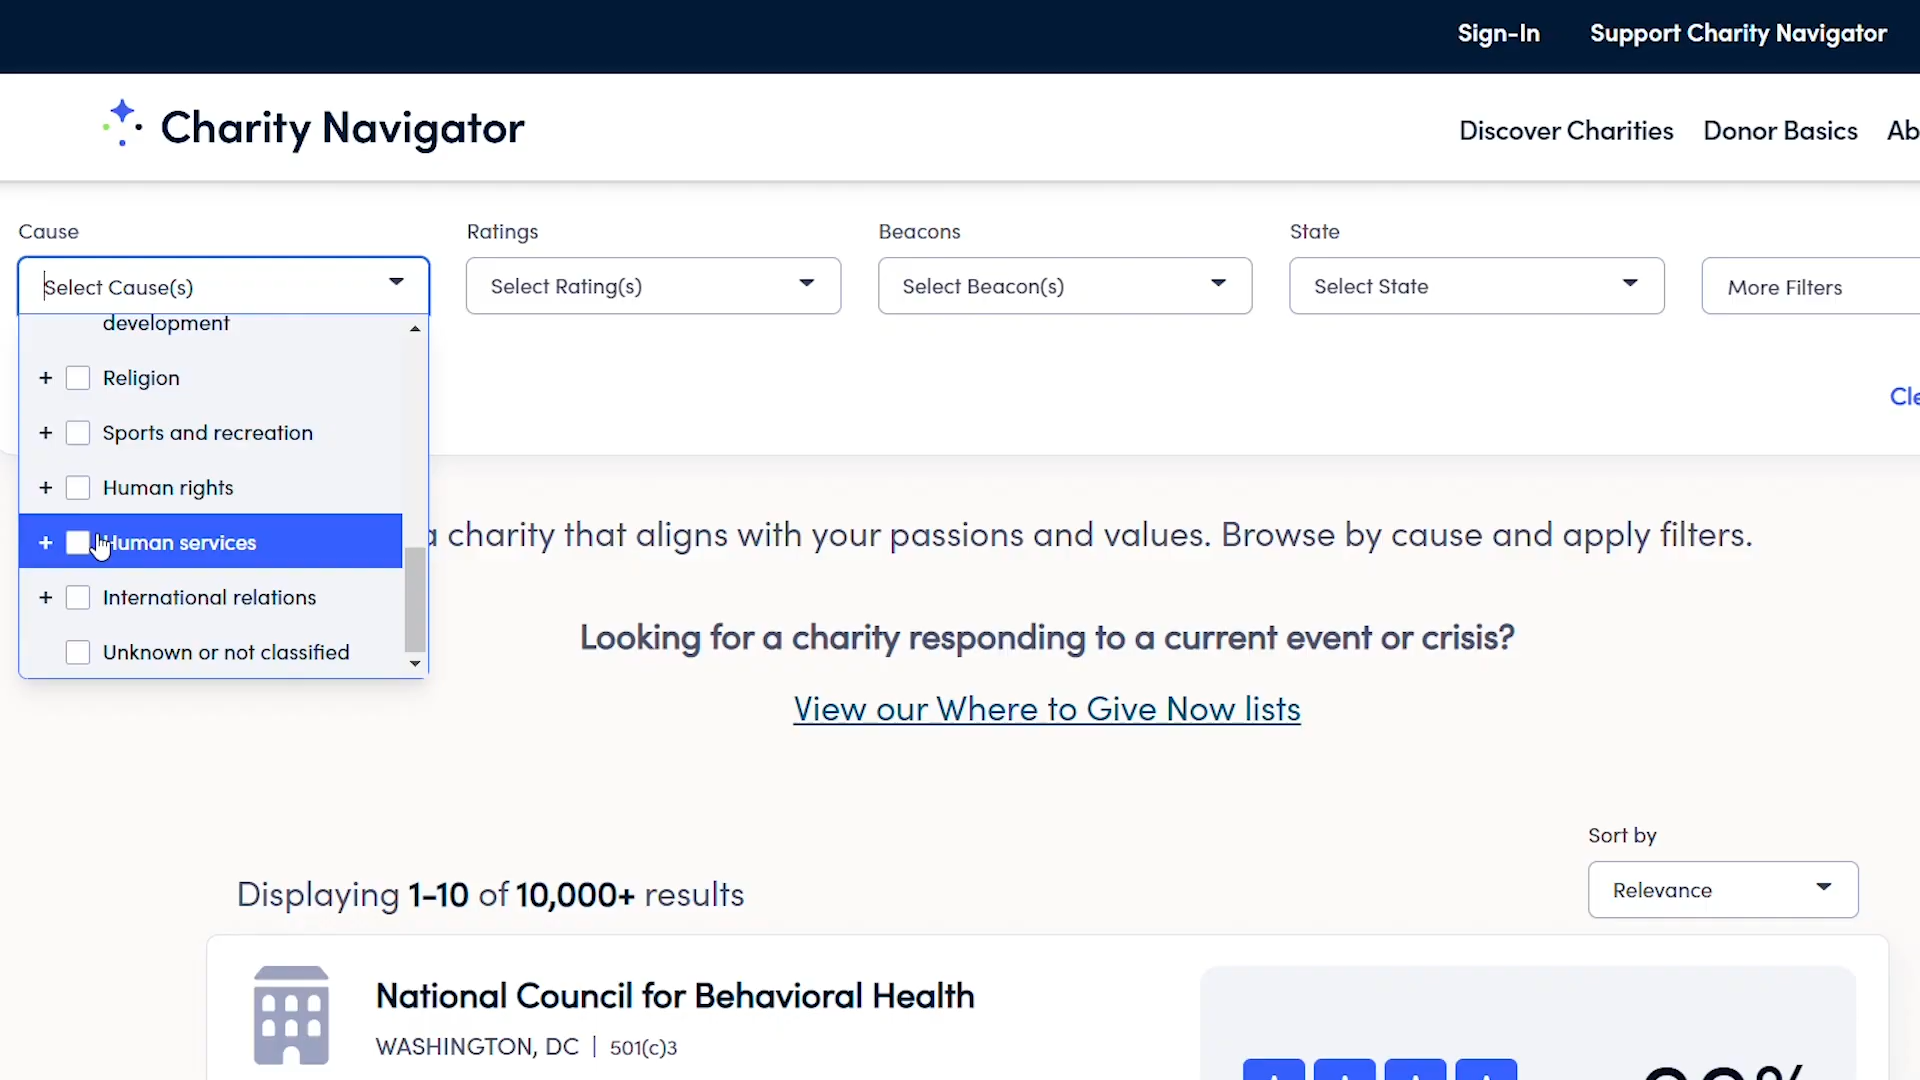 Sign-In Support Charity Navigator
Charity Navigator
Discover Charities Donor Basics Ab
Cause Ratings Beacons State
Select Cause(s) Select Rating(s) Select Beacon(s) Select State More Filters
development
+ Religion
Cle
+ Sports and recreation
+ Human rights
+ Human services
a charity that aligns with your passions and values. Browse by cause and apply filters.
+ International relations
Unknown or not classified
Looking for a charity responding to a current event or crisis?
View our Where to Give Now lists
Sort by
Relevance
Displaying 1-10 of 10,000+ results
National Council for Behavioral Health
WASHINGTON, DC | 501(c)3